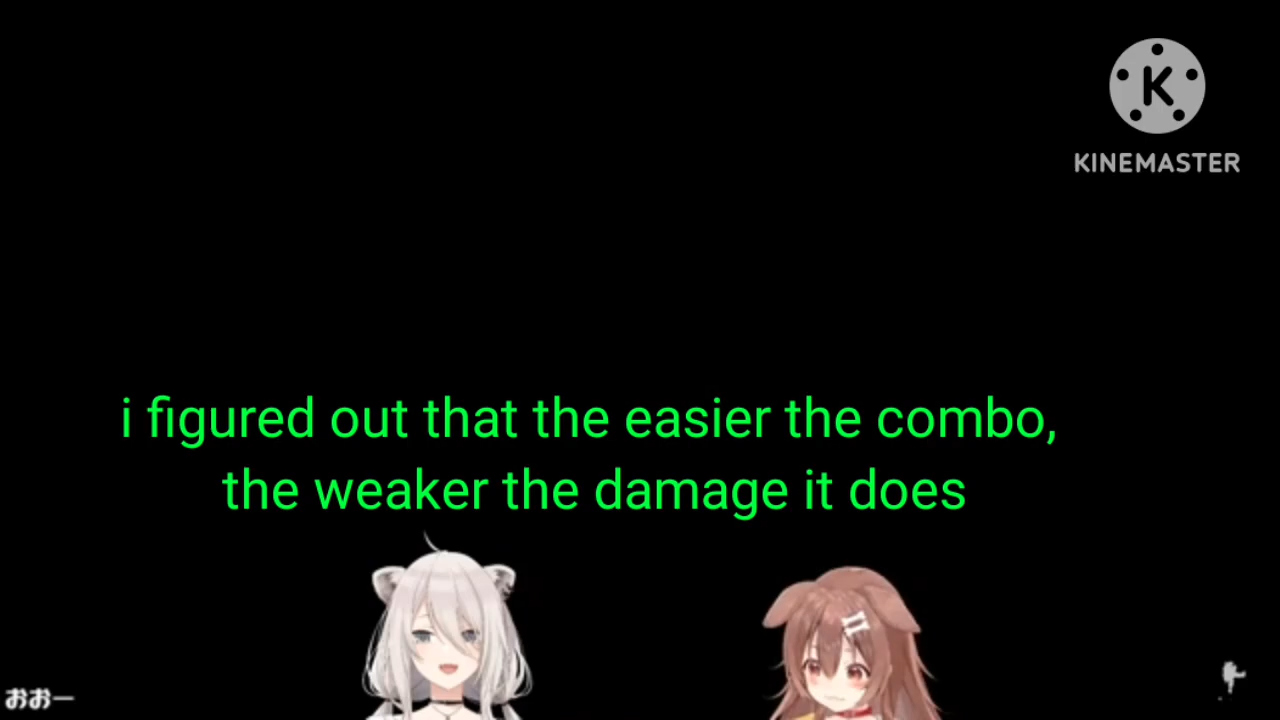 K
KINEMASTER
i figured out that the easier the combo,
the weaker the damage it does
おおー